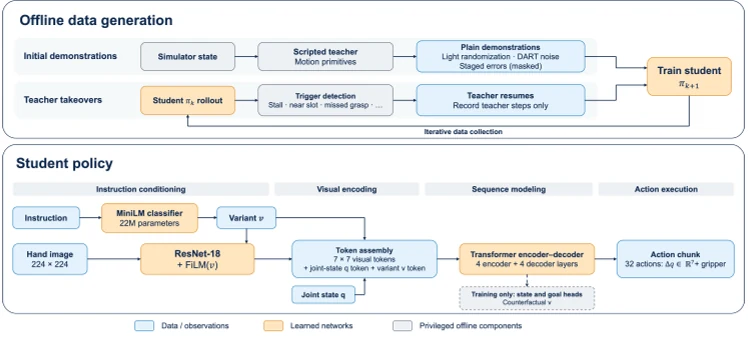 Offline data generation
Initial demonstrations
Simulator state
Scripted teacher
Motion primitives
Plain demonstrations
Light randomization · DART noise
Staged errors (masked)
Train student
π_{k+1}
Teacher takeovers
Student π_k rollout
Trigger detection
Stall · near slot · missed grasp · ...
Teacher resumes
Record teacher steps only
Iterative data collection
Student policy
Instruction conditioning
Visual encoding
Sequence modeling
Action execution
Instruction
MiniLM classifier
22M parameters
Variant v
Hand image
224 × 224
ResNet-18
+ FiLM(v)
Token assembly
7 × 7 visual tokens
+ joint-state q token + variant v token
Transformer encoder–decoder
4 encoder + 4 decoder layers
Action chunk
32 actions: Δq ∈ ℝ⁷+ gripper
Joint state q
Training only: state and goal heads
Counterfactual v
Data / observations
Learned networks
Privileged offline components